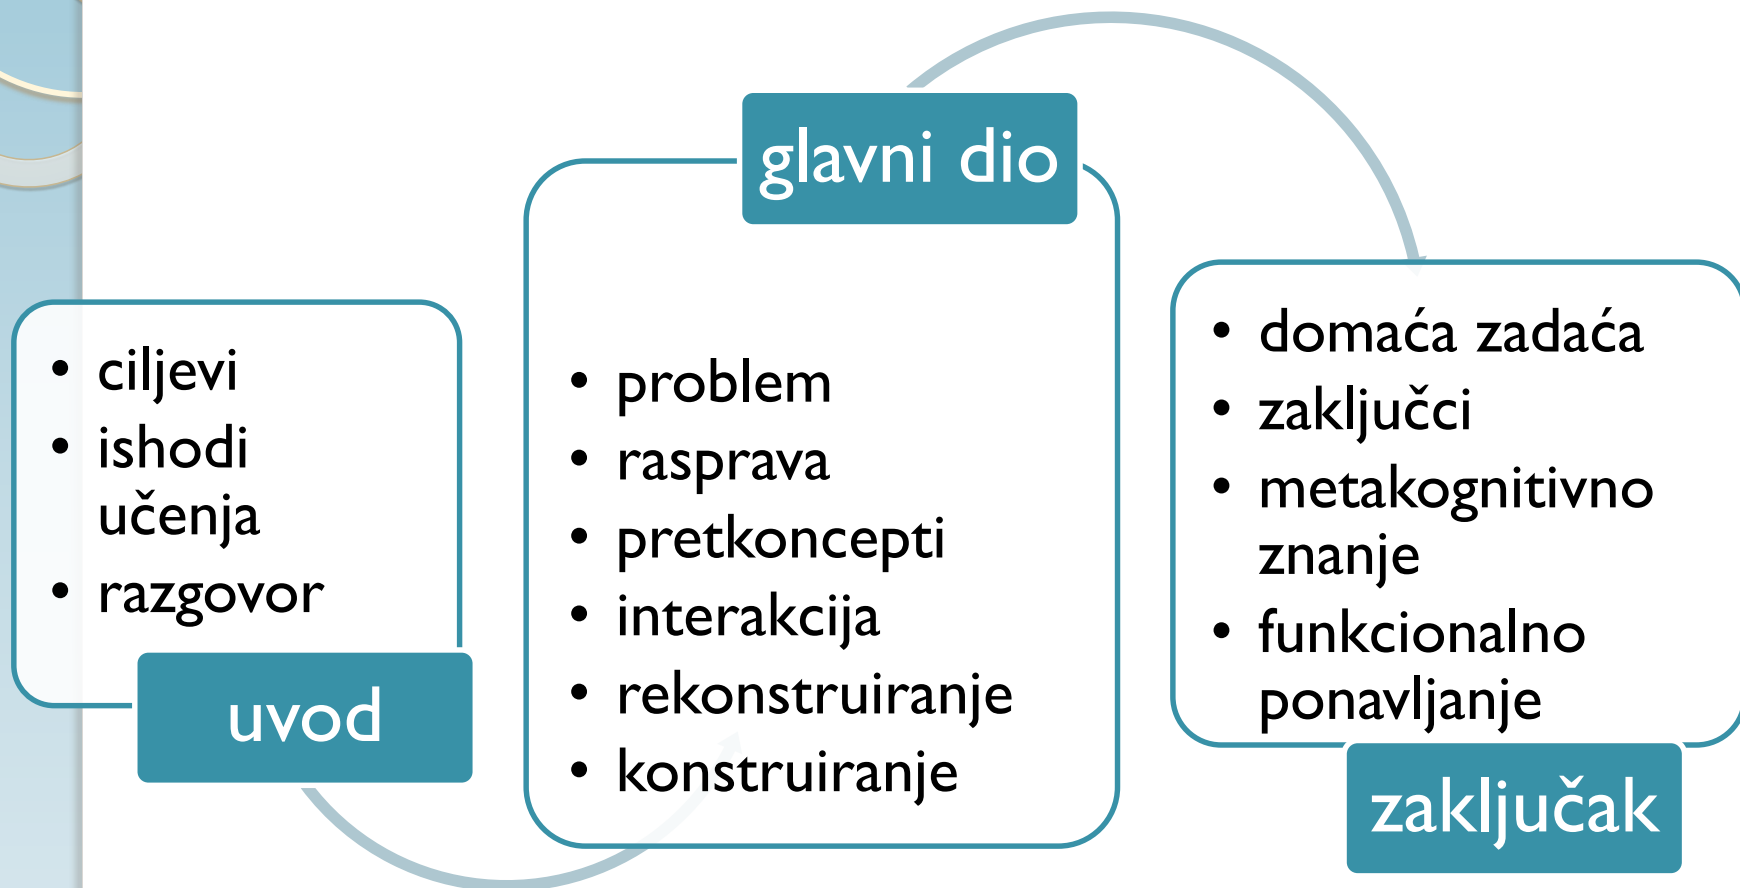 • ciljevi
• ishodi
učenja
• razgovor
uvod
glavni dio
• problem
• rasprava
• pretkoncepti
• interakcija
• rekonstruiranje
• konstruiranje
• domaća zadaća
• zaključci
• metakognitivno
znanje
• funkcionalno
ponavljanje
zaključak